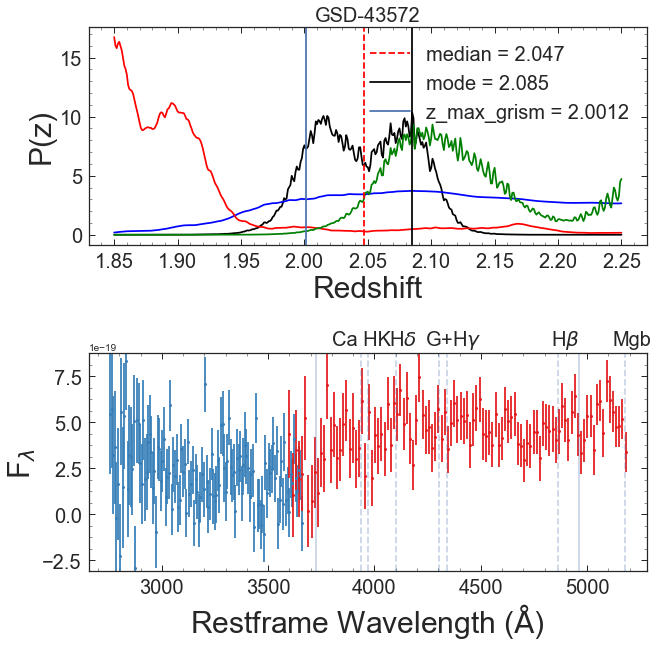 GSD-43572
P(z)
15
10
5
0
median = 2.047
mode = 2.085
z_max_grism = 2.0012
1.85 1.90 1.95 2.00 2.05 2.10 2.15 2.20 2.25
Redshift
1e−19
Ca HKHδ G+Hγ Hβ Mgb
7.5
5.0
2.5
0.0
−2.5
Fλ
3000 3500 4000 4500 5000
Restframe Wavelength (Å)